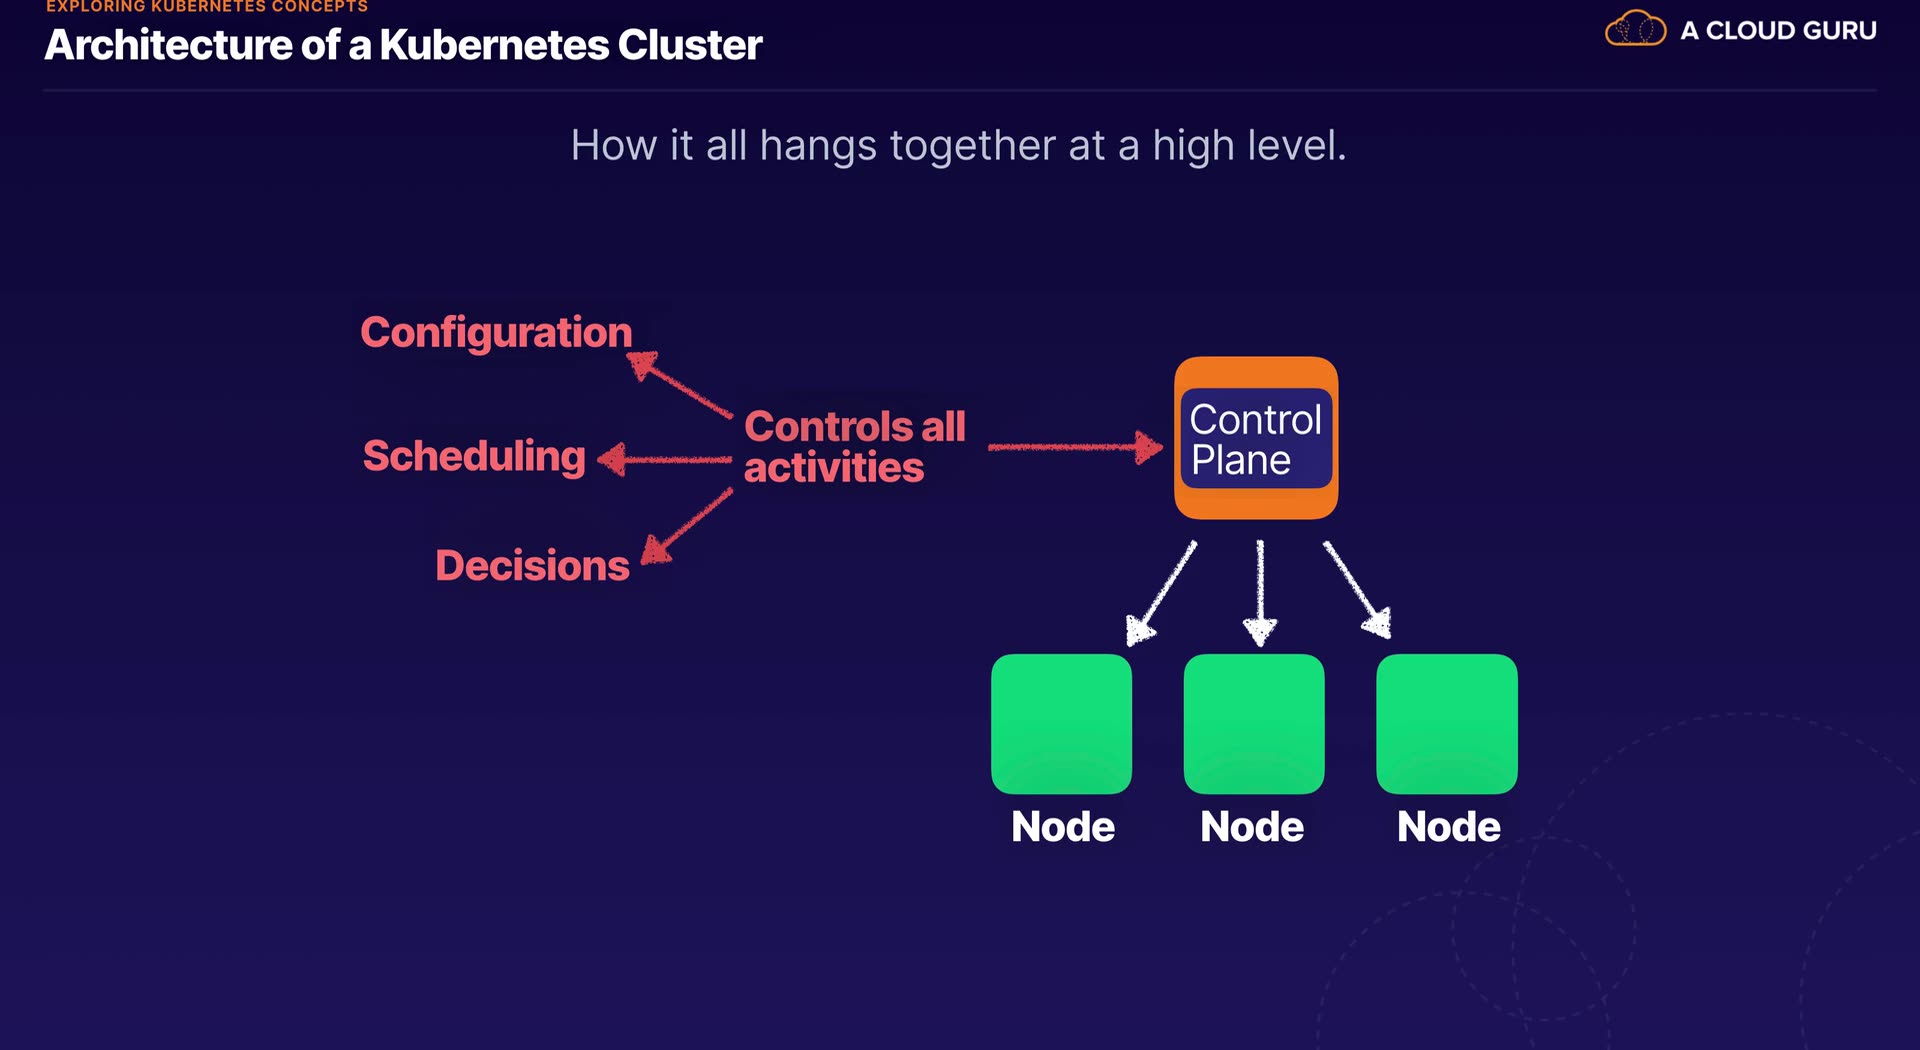 EXPLORING KUBERNETES CONCEPTS
Architecture of a Kubernetes Cluster
A CLOUD GURU
How it all hangs together at a high level.
Configuration
Scheduling
Decisions
Controls all
activities
Control
Plane
Node
Node
Node